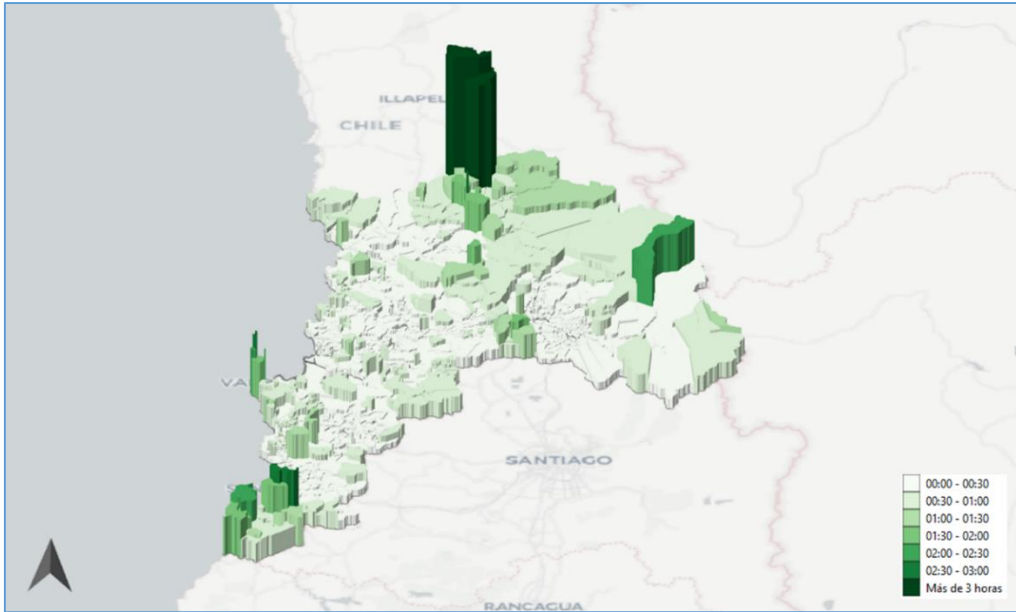 ILLAPEL
CHILE
VA
S
SANTIAGO
RANCAGUA
00:00 - 00:30
00:30 - 01:00
01:00 - 01:30
01:30 - 02:00
02:00 - 02:30
02:30 - 03:00
Más de 3 horas